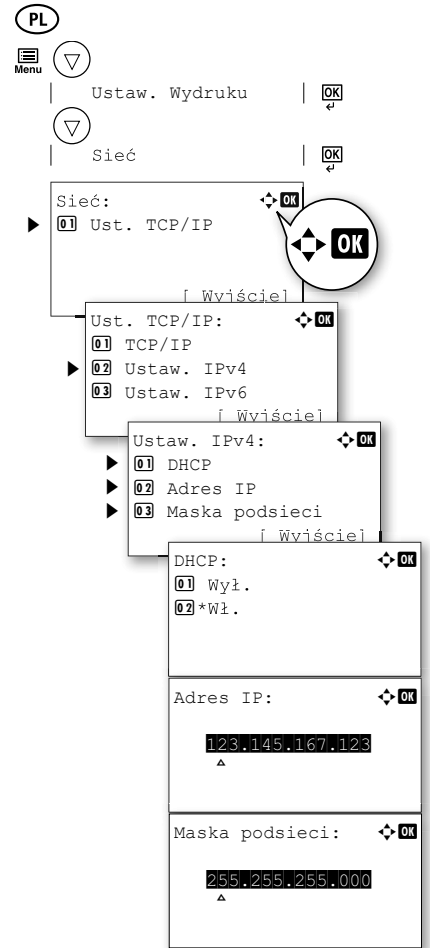 PL
Menu
Ustaw. Wydruku OK
Sieć OK
Sieć: OK
01 Ust. TCP/IP
OK
[ Wyjście]
Ust. TCP/IP: OK
01 TCP/IP
02 Ustaw. IPv4
03 Ustaw. IPv6
[ Wyjście]
Ustaw. IPv4: OK
01 DHCP
02 Adres IP
03 Maska podsieci
[ Wyjście]
DHCP: OK
01 Wył.
02 *Wł.
Adres IP: OK
123.145.167.123
Maska podsieci: OK
255.255.255.000